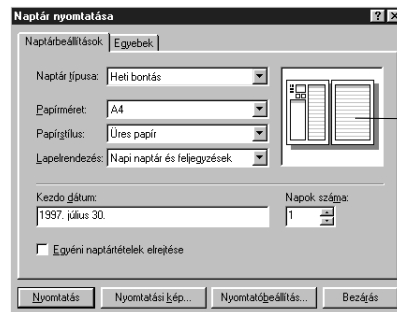 Naptár nyomtatása
Naptárbeállítások Egyebek
Naptár típusa: Heti bontás
Papírméret: A4
Papírstílus: Üres papír
Lapelrendezés: Napi naptár és feljegyzések
Kezdo dátum: Napok száma:
1997. július 30. 1
Egyéni naptártételek elrejtése
Nyomtatás Nyomtatási kép... Nyomtatóbeállítás... Bezárás